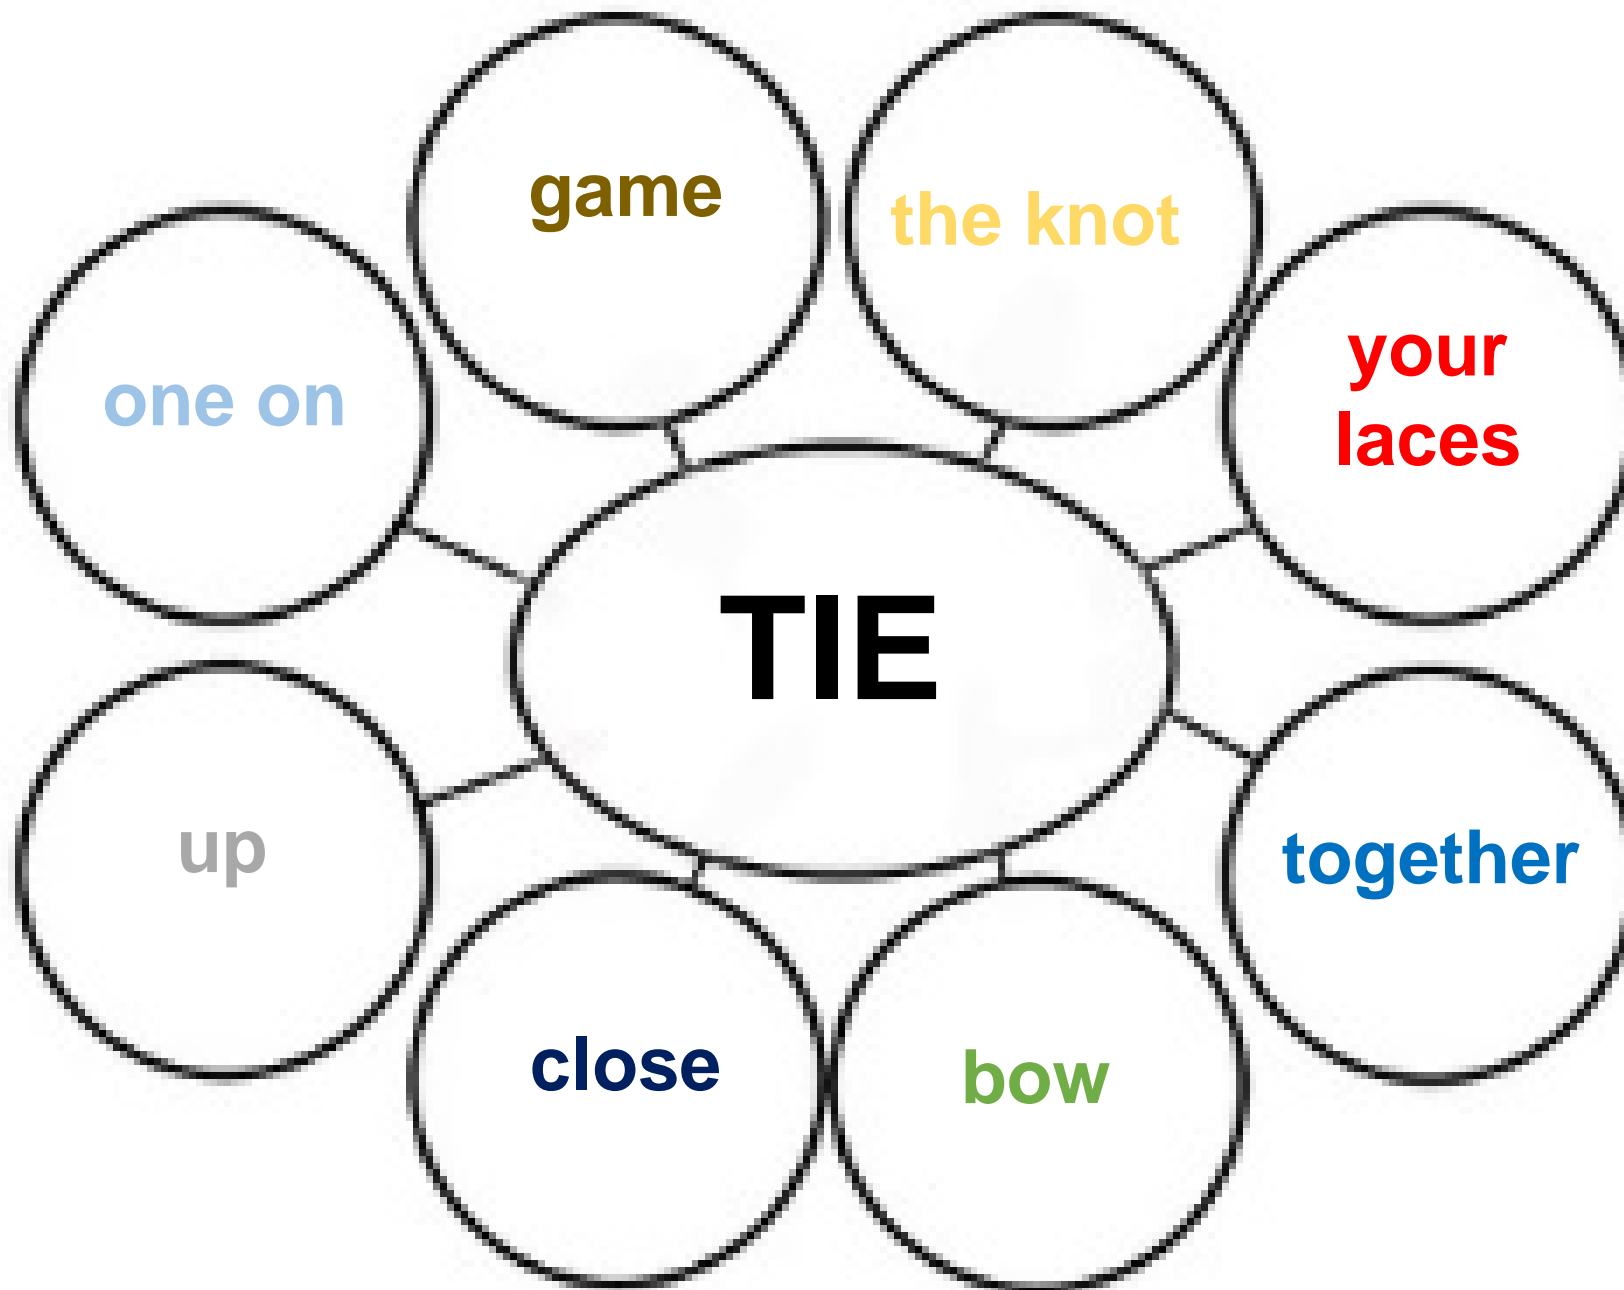 game
the knot
your
laces
one on
TIE
up
together
close
bow